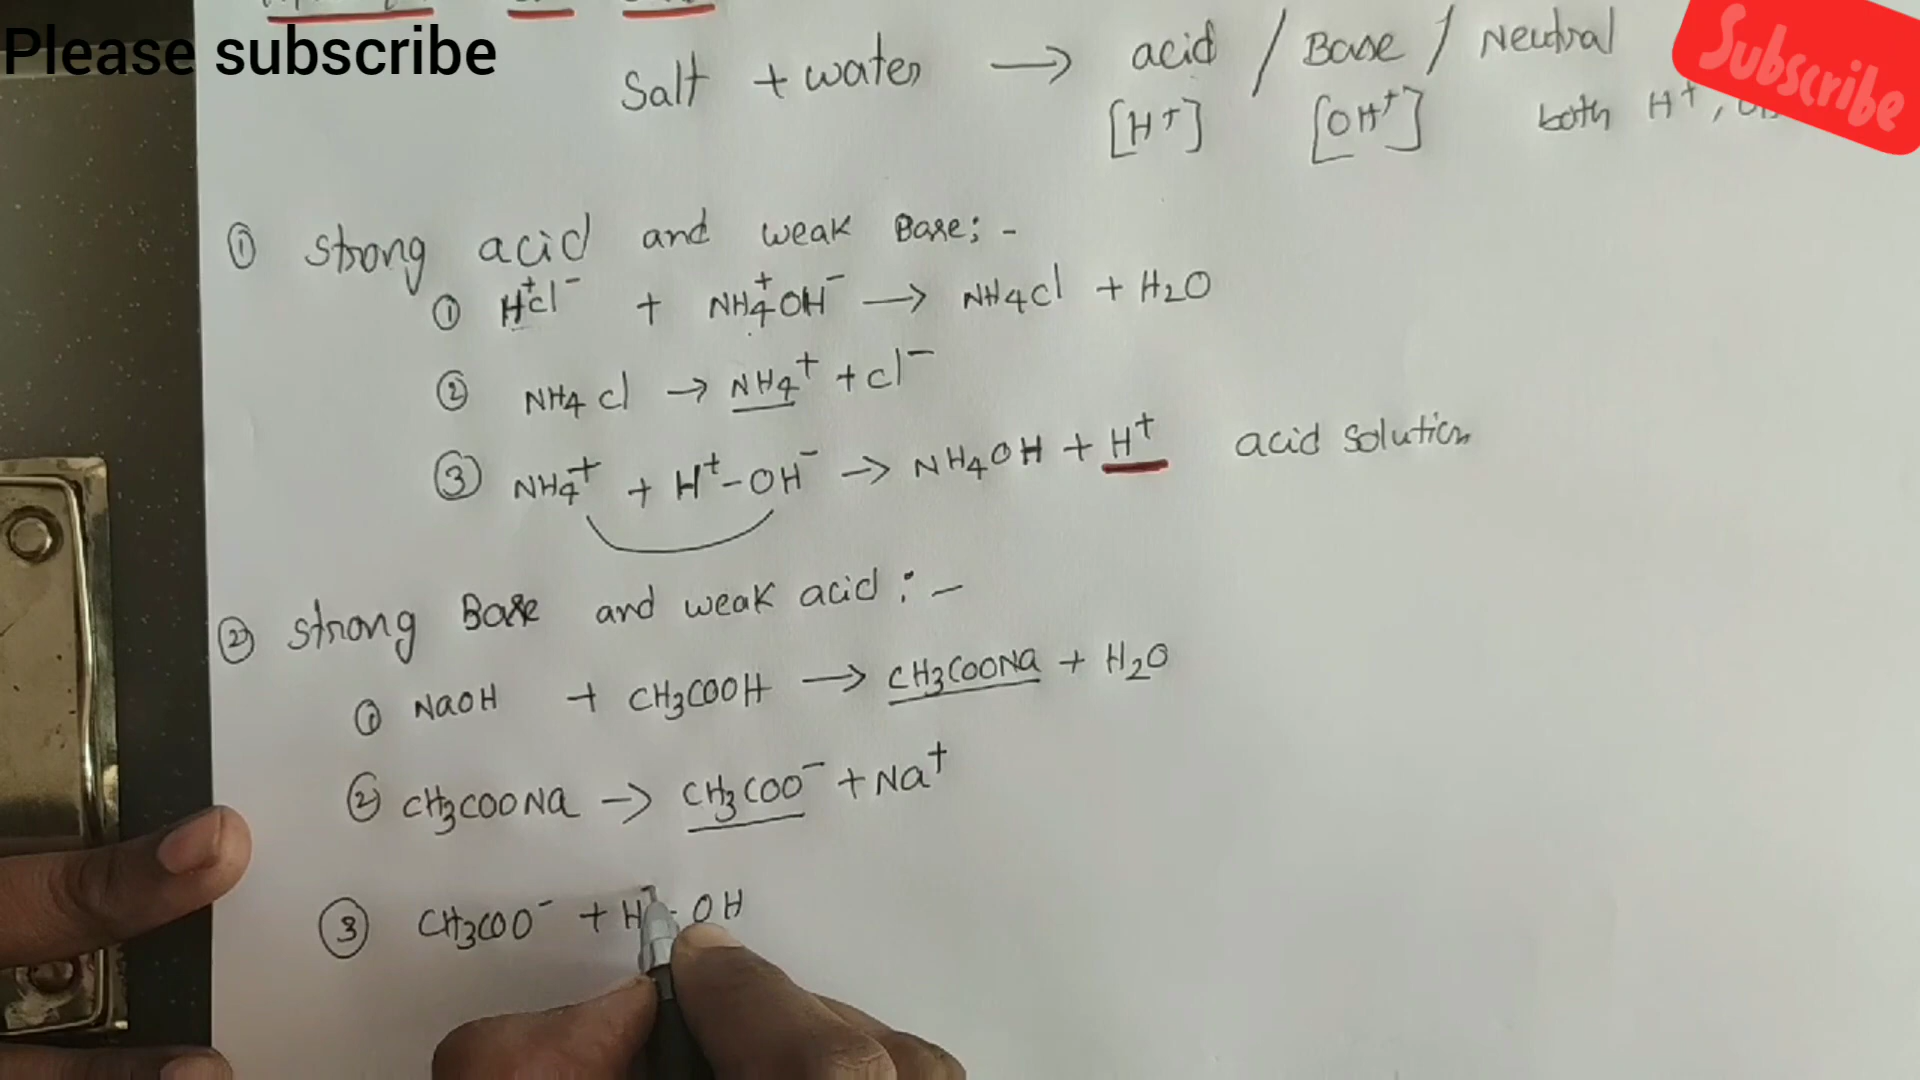 Please subscribe
Subscribe
Salt + water → acid / Base / Neutral
[H⁺] [OH⁺] both H⁺,
① strong acid and weak Base; -
① H⁺cl⁻ + NH₄⁺OH⁻ → NH₄cl + H₂O
② NH₄cl → NH₄⁺ + cl⁻
③ NH₄⁺ + H⁺-OH⁻ → NH₄OH + H⁺ acid solution
② strong Base and weak acid : -
① NaOH + CH₃COOH → CH₃COONa + H₂O
② CH₃COONa → CH₃COO⁻ + Na⁺
③ CH₃COO⁻ + H - OH